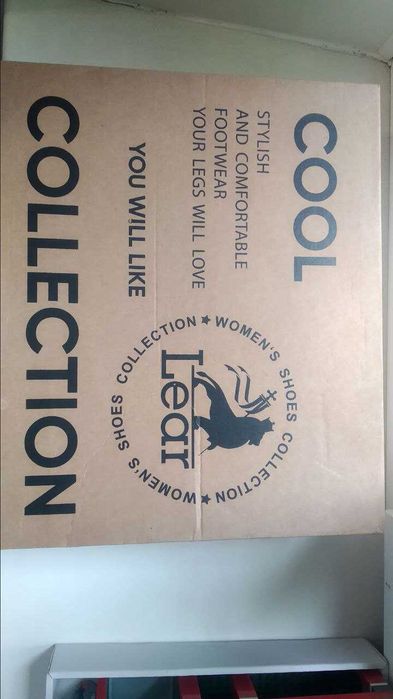 COOL
STYLISH
AND COMFORTABLE
FOOTWEAR
YOUR LEGS WILL LOVE
YOU WiLL LIKE
WOMEN'S SHOES COLLECTION ★ WOMEN'S SHOES COLLECTION ★
Lear
COLLECTION